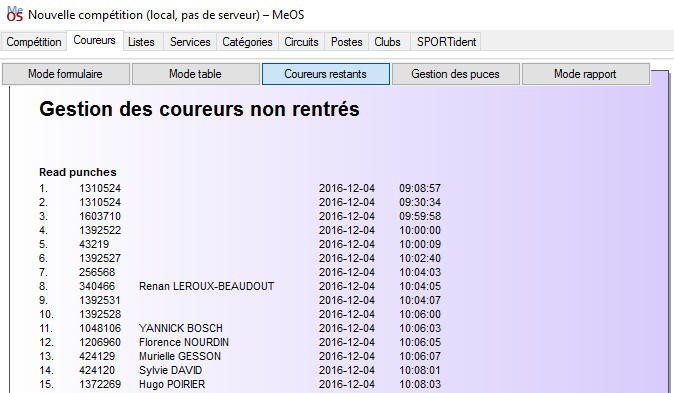 MeOS Nouvelle compétition (local, pas de serveur) – MeOS
Compétition Coureurs Listes Services Catégories Circuits Postes Clubs SPORTident
Mode formulaire Mode table Coureurs restants Gestion des puces Mode rapport
Gestion des coureurs non rentrés
Read punches
1. 1310524 2016-12-04 09:08:57
2. 1310524 2016-12-04 09:30:34
3. 1603710 2016-12-04 09:59:58
4. 1392522 2016-12-04 10:00:00
5. 43219 2016-12-04 10:00:09
6. 1392527 2016-12-04 10:02:40
7. 256568 2016-12-04 10:04:03
8. 340466 Renan LEROUX-BEAUDOUT 2016-12-04 10:04:05
9. 1392531 2016-12-04 10:04:07
10. 1392528 2016-12-04 10:06:00
11. 1048106 YANNICK BOSCH 2016-12-04 10:06:03
12. 1206960 Florence NOURDIN 2016-12-04 10:06:05
13. 424129 Murielle GESSON 2016-12-04 10:06:07
14. 424120 Sylvie DAVID 2016-12-04 10:08:01
15. 1372269 Hugo POIRIER 2016-12-04 10:08:03